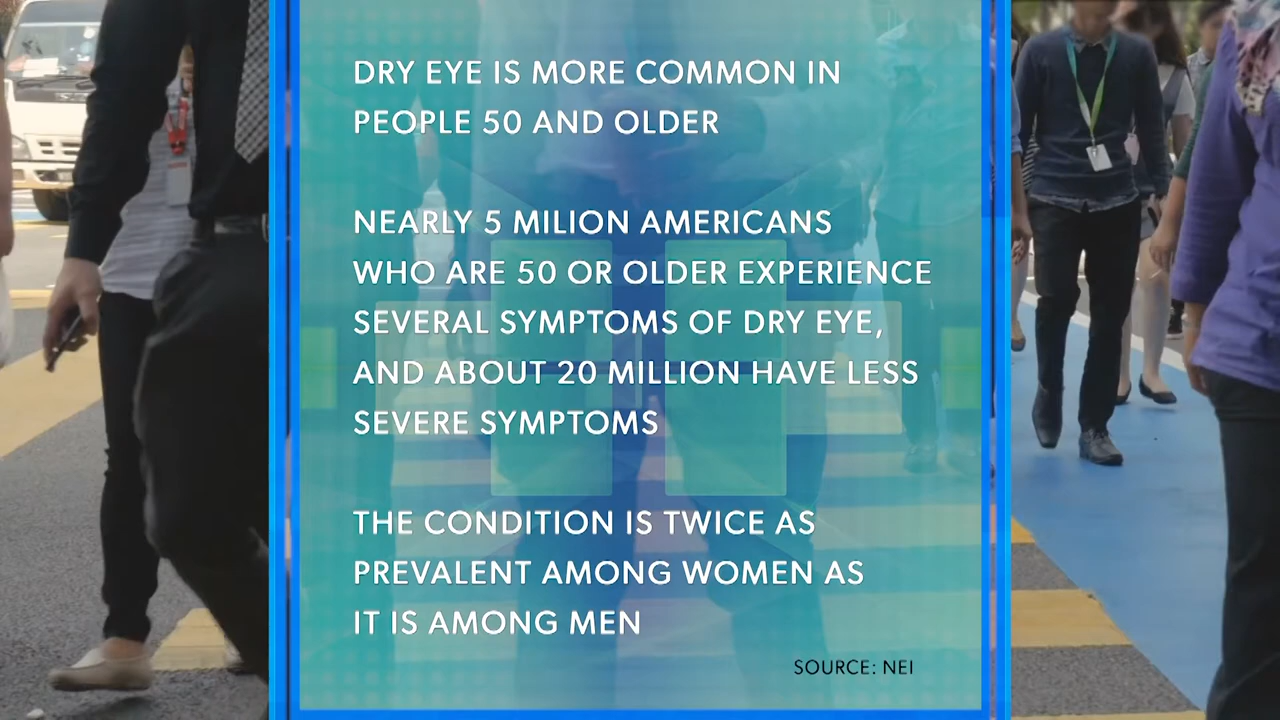 DRY EYE IS MORE COMMON IN
PEOPLE 50 AND OLDER
NEARLY 5 MILION AMERICANS
WHO ARE 50 OR OLDER EXPERIENCE
SEVERAL SYMPTOMS OF DRY EYE,
AND ABOUT 20 MILLION HAVE LESS
SEVERE SYMPTOMS
THE CONDITION IS TWICE AS
PREVALENT AMONG WOMEN AS
IT IS AMONG MEN
SOURCE: NEI